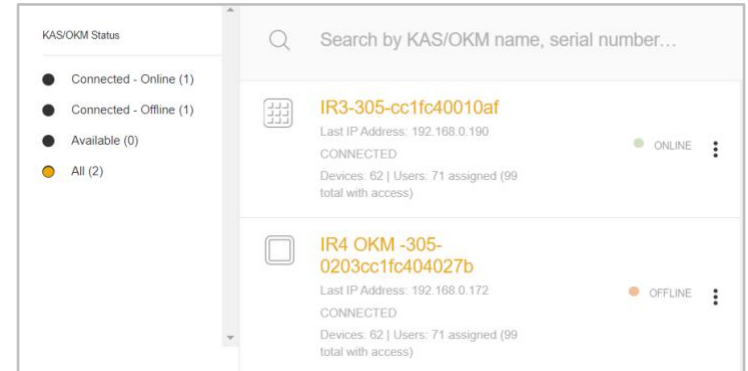 KAS/OKM Status
Connected - Online (1)
Connected - Offline (1)
Available (0)
All (2)
Search by KAS/OKM name, serial number...
IR3-305-cc1fc40010af
Last IP Address: 192.168.0.190
CONNECTED
Devices: 62 | Users: 71 assigned (99
total with access)
ONLINE
IR4 OKM -305-
0203cc1fc404027b
Last IP Address: 192.168.0.172
CONNECTED
Devices: 62 | Users: 71 assigned (99
total with access)
OFFLINE